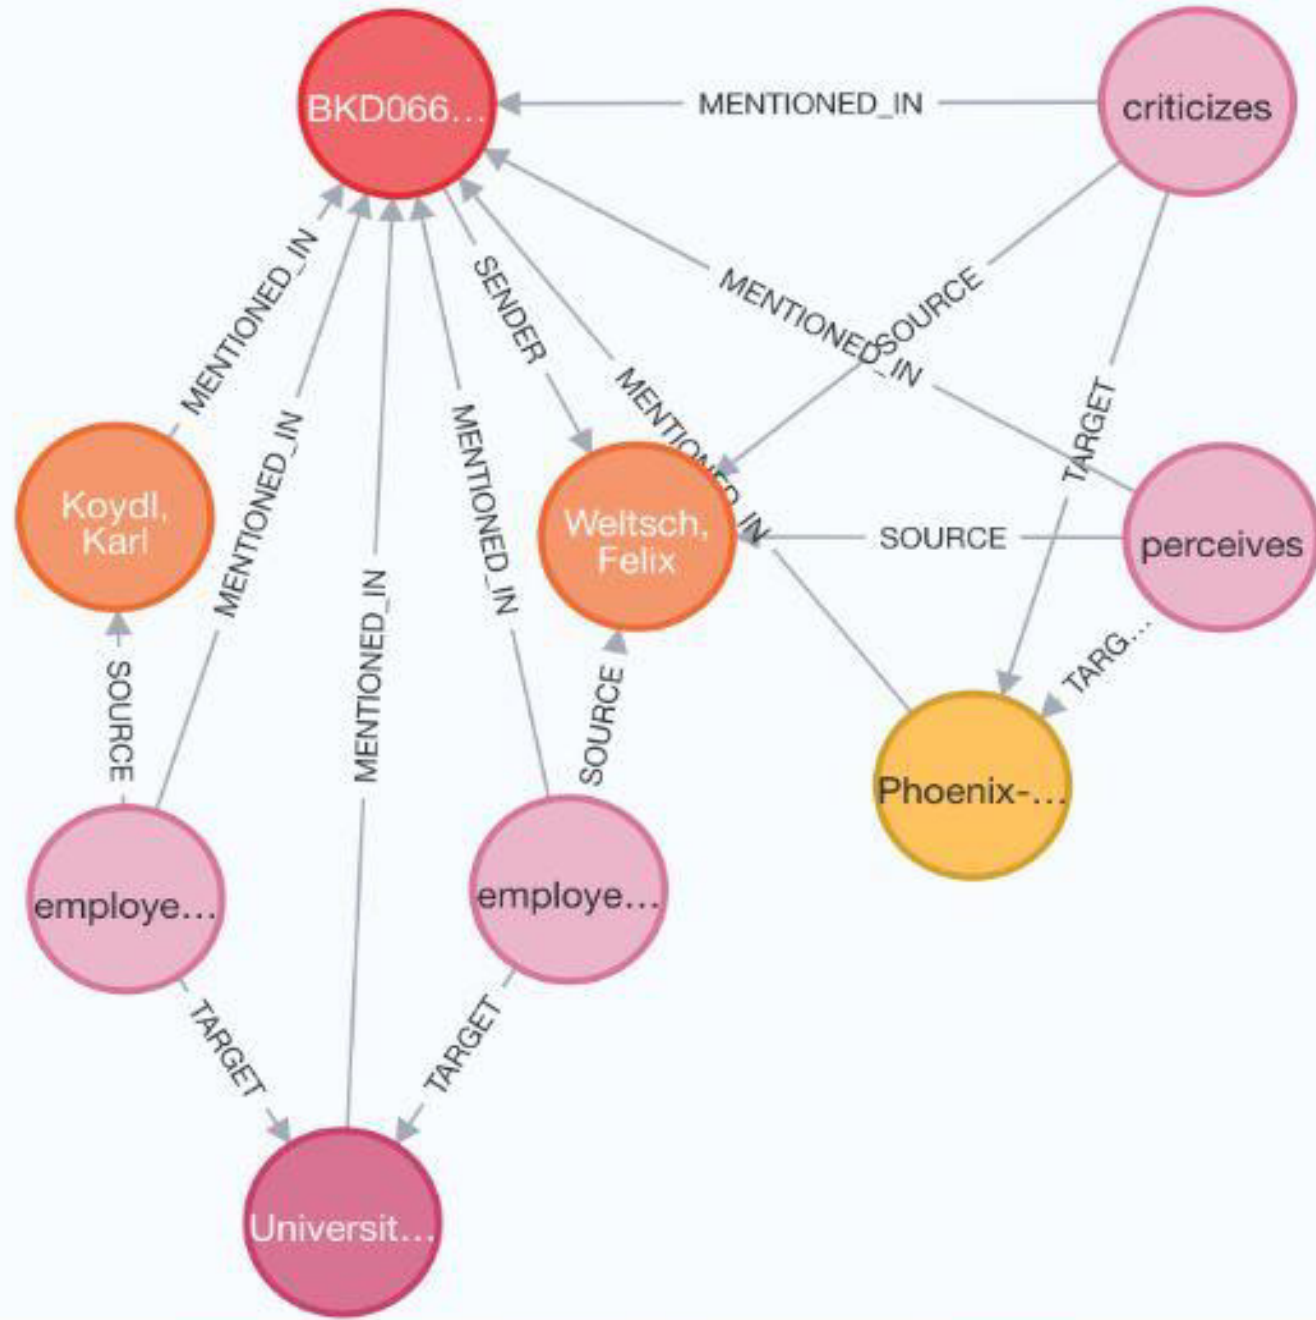 BKD066…
MENTIONED_IN
criticizes
MENTIONED_IN
SENDER
MENTIONED_IN
SOURCE
MENTIONED_IN
MENTIONED_IN
TARGET
MENTIONED_IN
MENTIONED_IN
Koydl,
Karl
Weltsch,
Felix
SOURCE
perceives
SOURCE
MENTIONED_IN
SOURCE
TARG…
Phoenix-…
employe…
employe…
TARGET
TARGET
Universit…